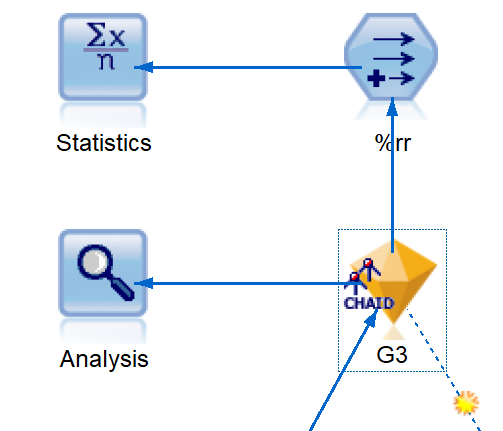 Σx
n
Statistics
%rr
CHAID
Analysis
G3